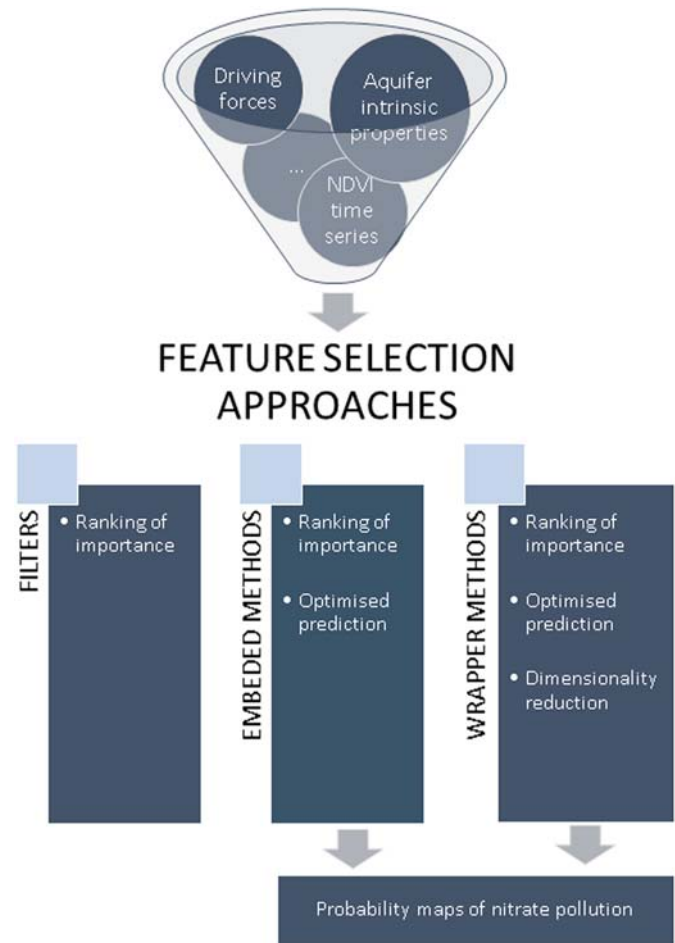 Driving
forces
Aquifer
intrinsic
properties
...
NDVI
time
series
FEATURE SELECTION
APPROACHES
FILTERS
• Ranking of
importance
EMBEDED METHODS
• Ranking of
importance
• Optimised
prediction
WRAPPER METHODS
• Ranking of
importance
• Optimised
prediction
• Dimensionality
reduction
Probability maps of nitrate pollution